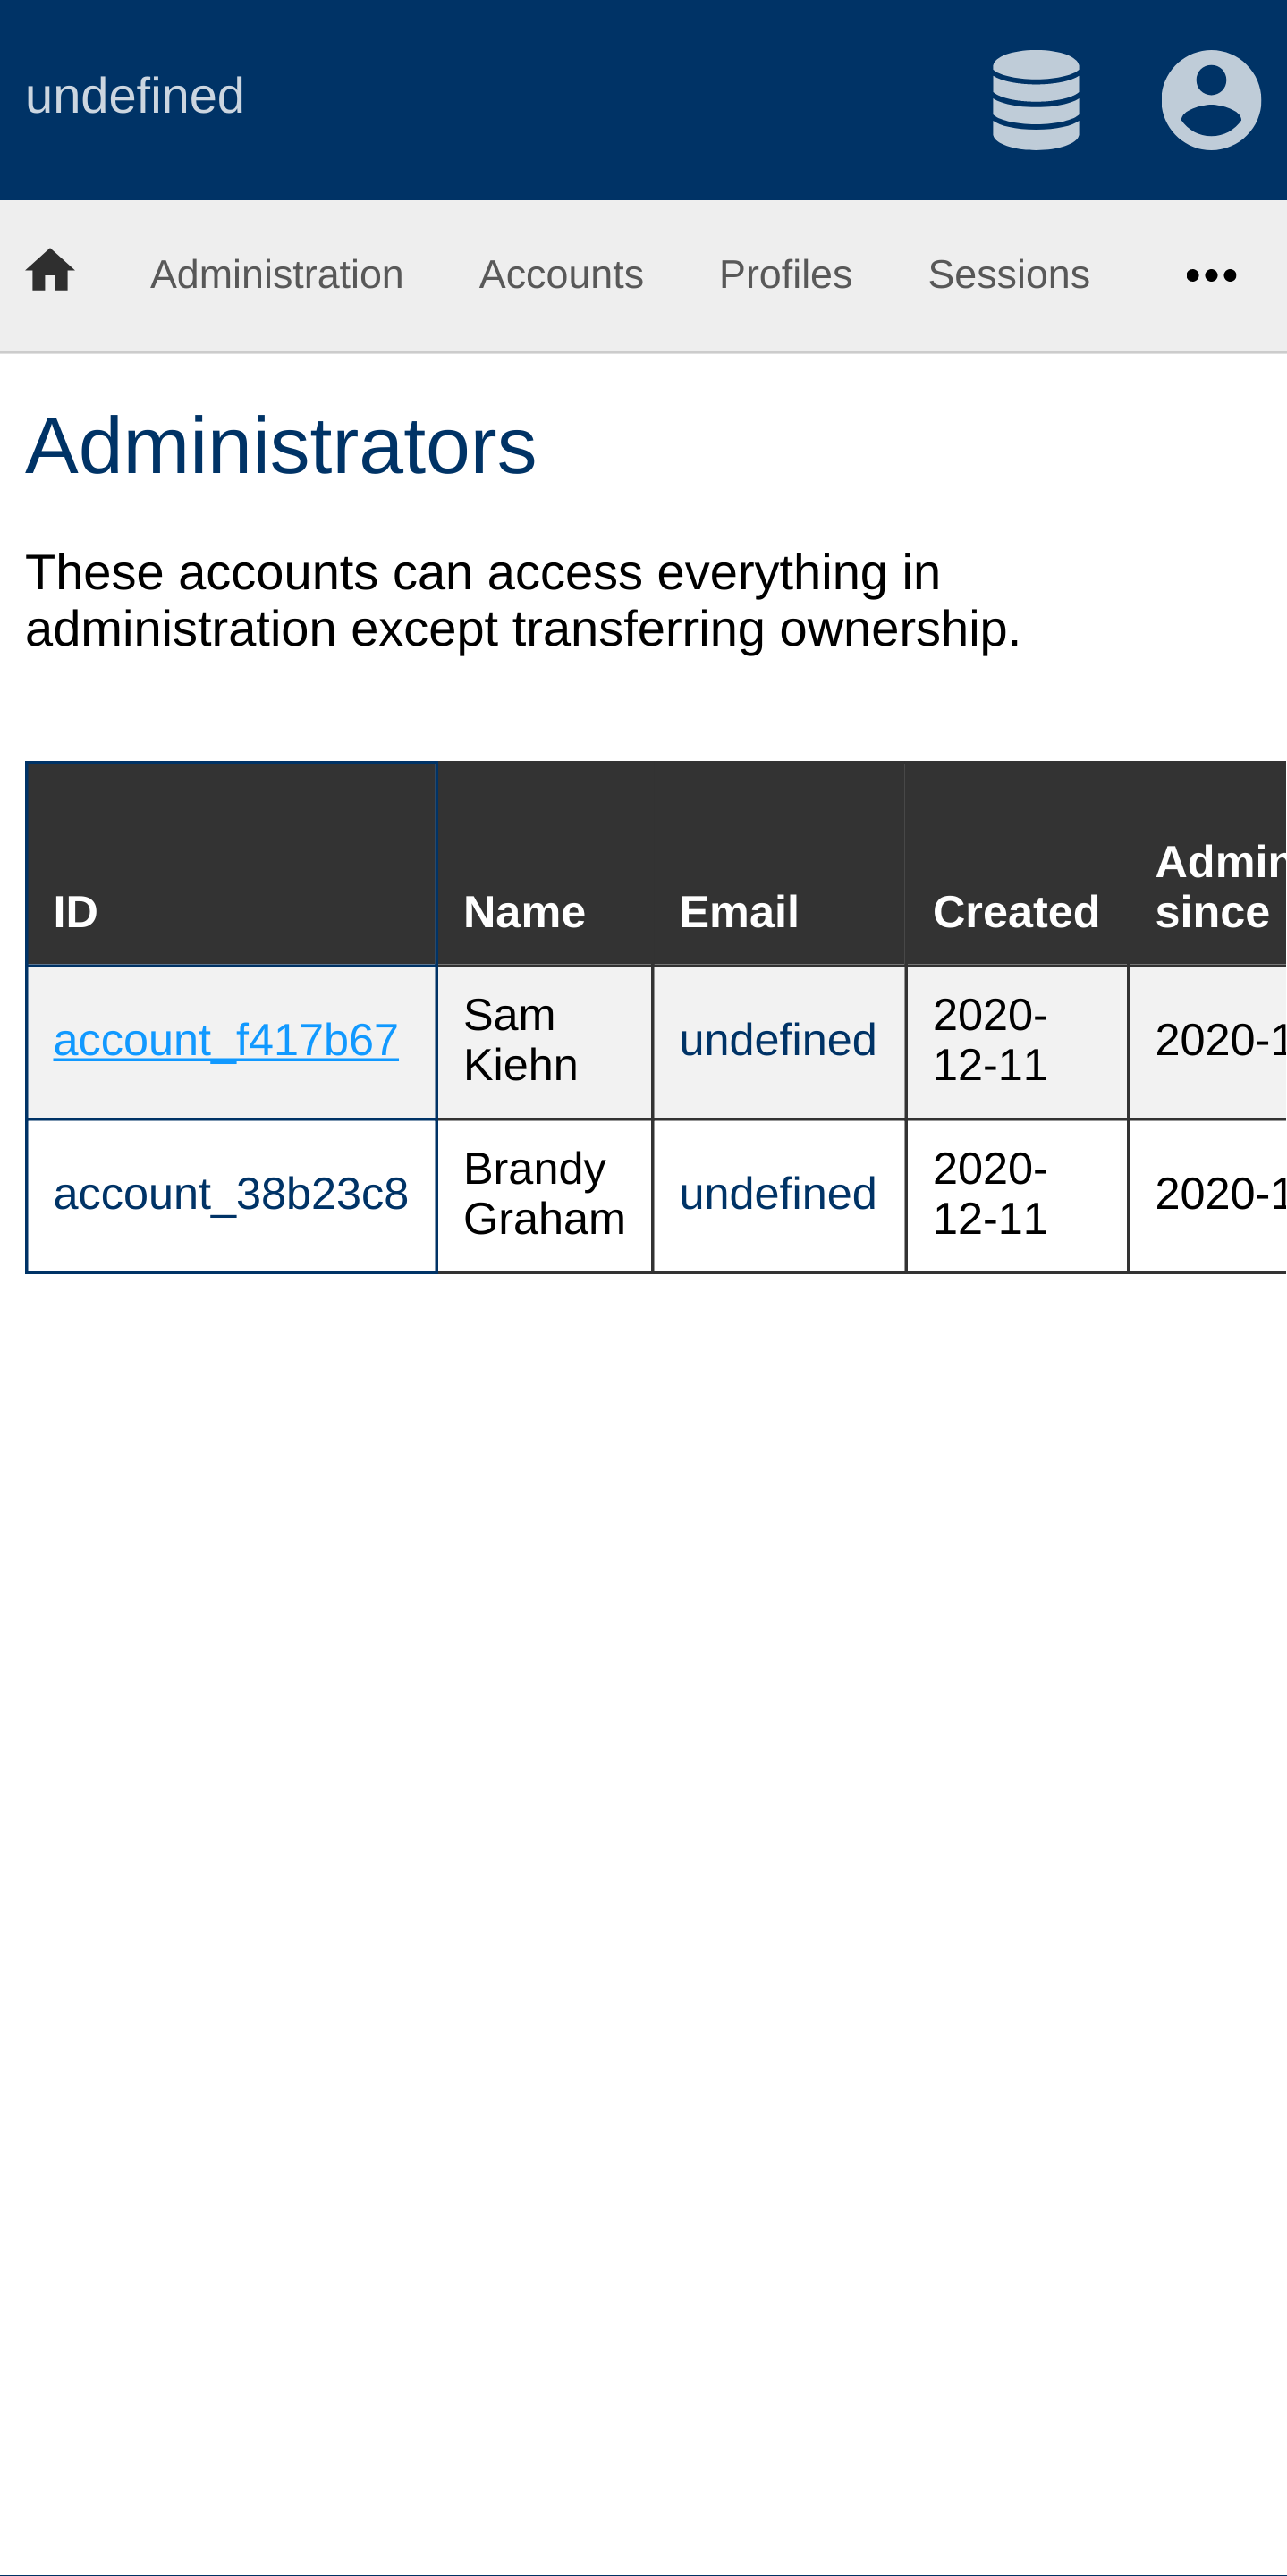 undefined
Administration Accounts Profiles Sessions
Administrators
These accounts can access everything in
administration except transferring ownership.
ID Name Email Created Admin since
account_f417b67 Sam Kiehn undefined 2020-12-11 2020-1
account_38b23c8 Brandy Graham undefined 2020-12-11 2020-1